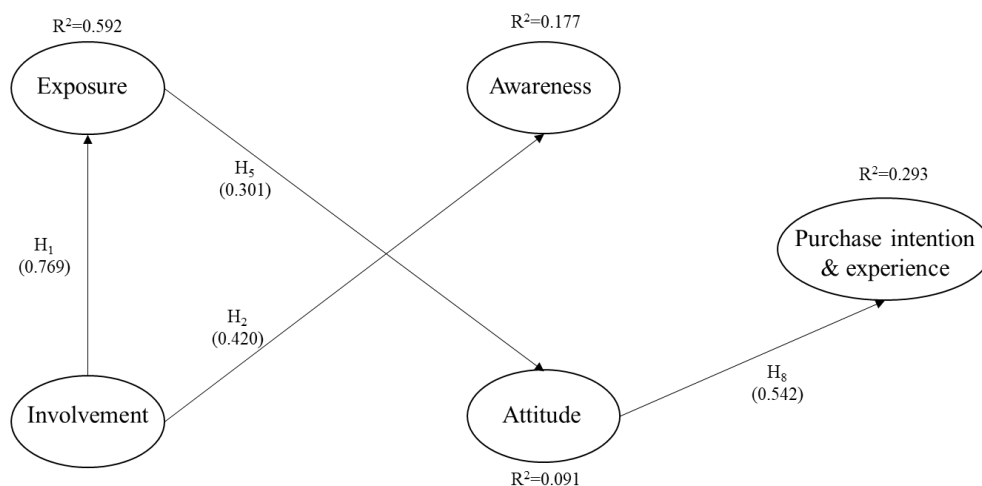 R²=0.592
R²=0.177
Exposure
Awareness
H₅
(0.301)
R²=0.293
Purchase intention
& experience
H₁
(0.769)
H₂
(0.420)
H₈
(0.542)
Involvement
Attitude
R²=0.091